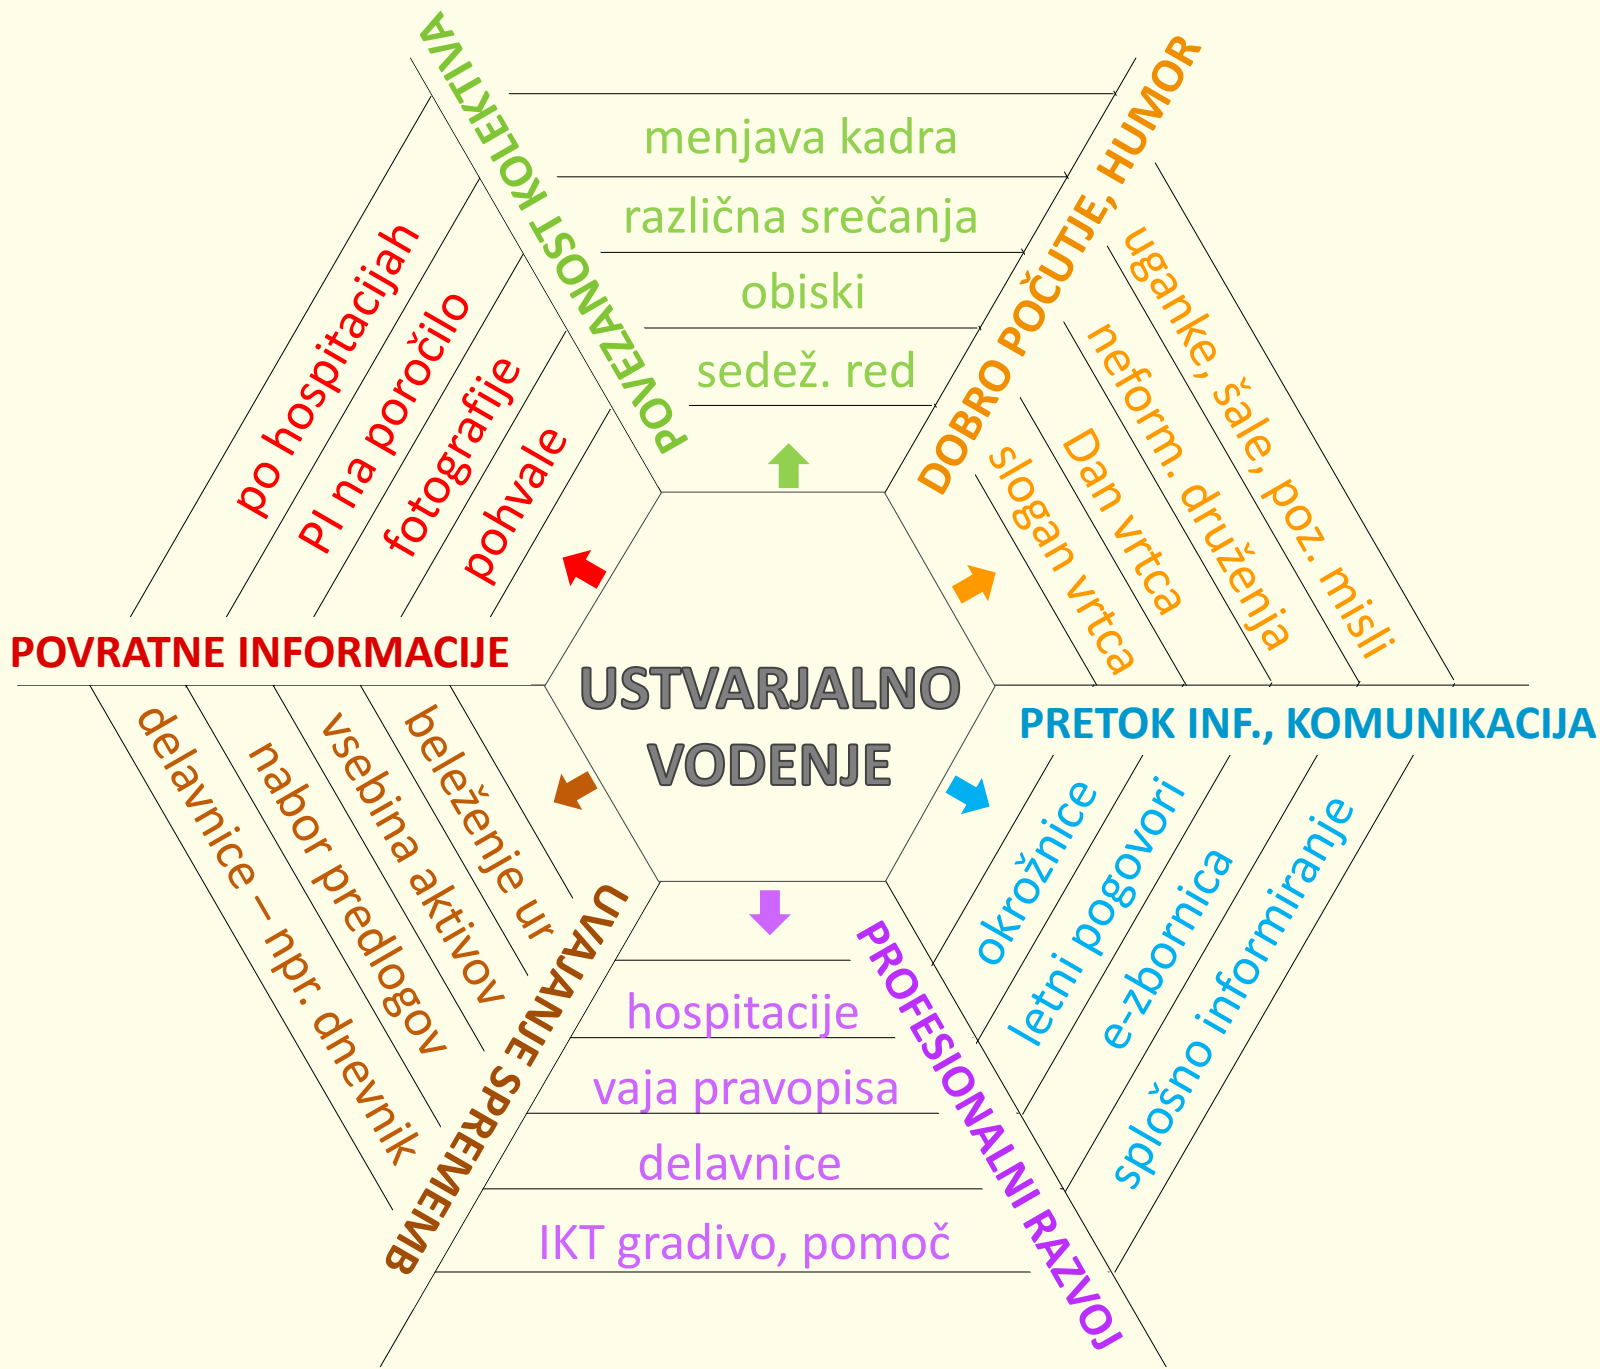 USTVARJALNO
VODENJE
POVEZANOST KOLEKTIVA
menjava kadra
različna srečanja
obiski
sedež. red
DOBRO POČUTJE, HUMOR
uganke, šale, poz. misli
neform. druženja
Dan vrtca
slogan vrtca
PRETOK INF., KOMUNIKACIJA
okrožnice
letni pogovori
e-zbornica
splošno informiranje
PROFESIONALNI RAZVOJ
hospitacije
vaja pravopisa
delavnice
IKT gradivo, pomoč
UVAJANJE SPREMEMB
beleženje ur
vsebina aktivov
nabor predlogov
delavnice – npr. dnevnik
POVRATNE INFORMACIJE
po hospitacijah
PI na poročilo
fotografije
pohvale